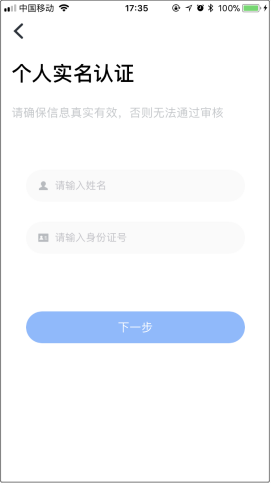 中国移动 17:35 100%
个人实名认证
请确保信息真实有效，否则无法通过审核
请输入姓名
请输入身份证号
下一步